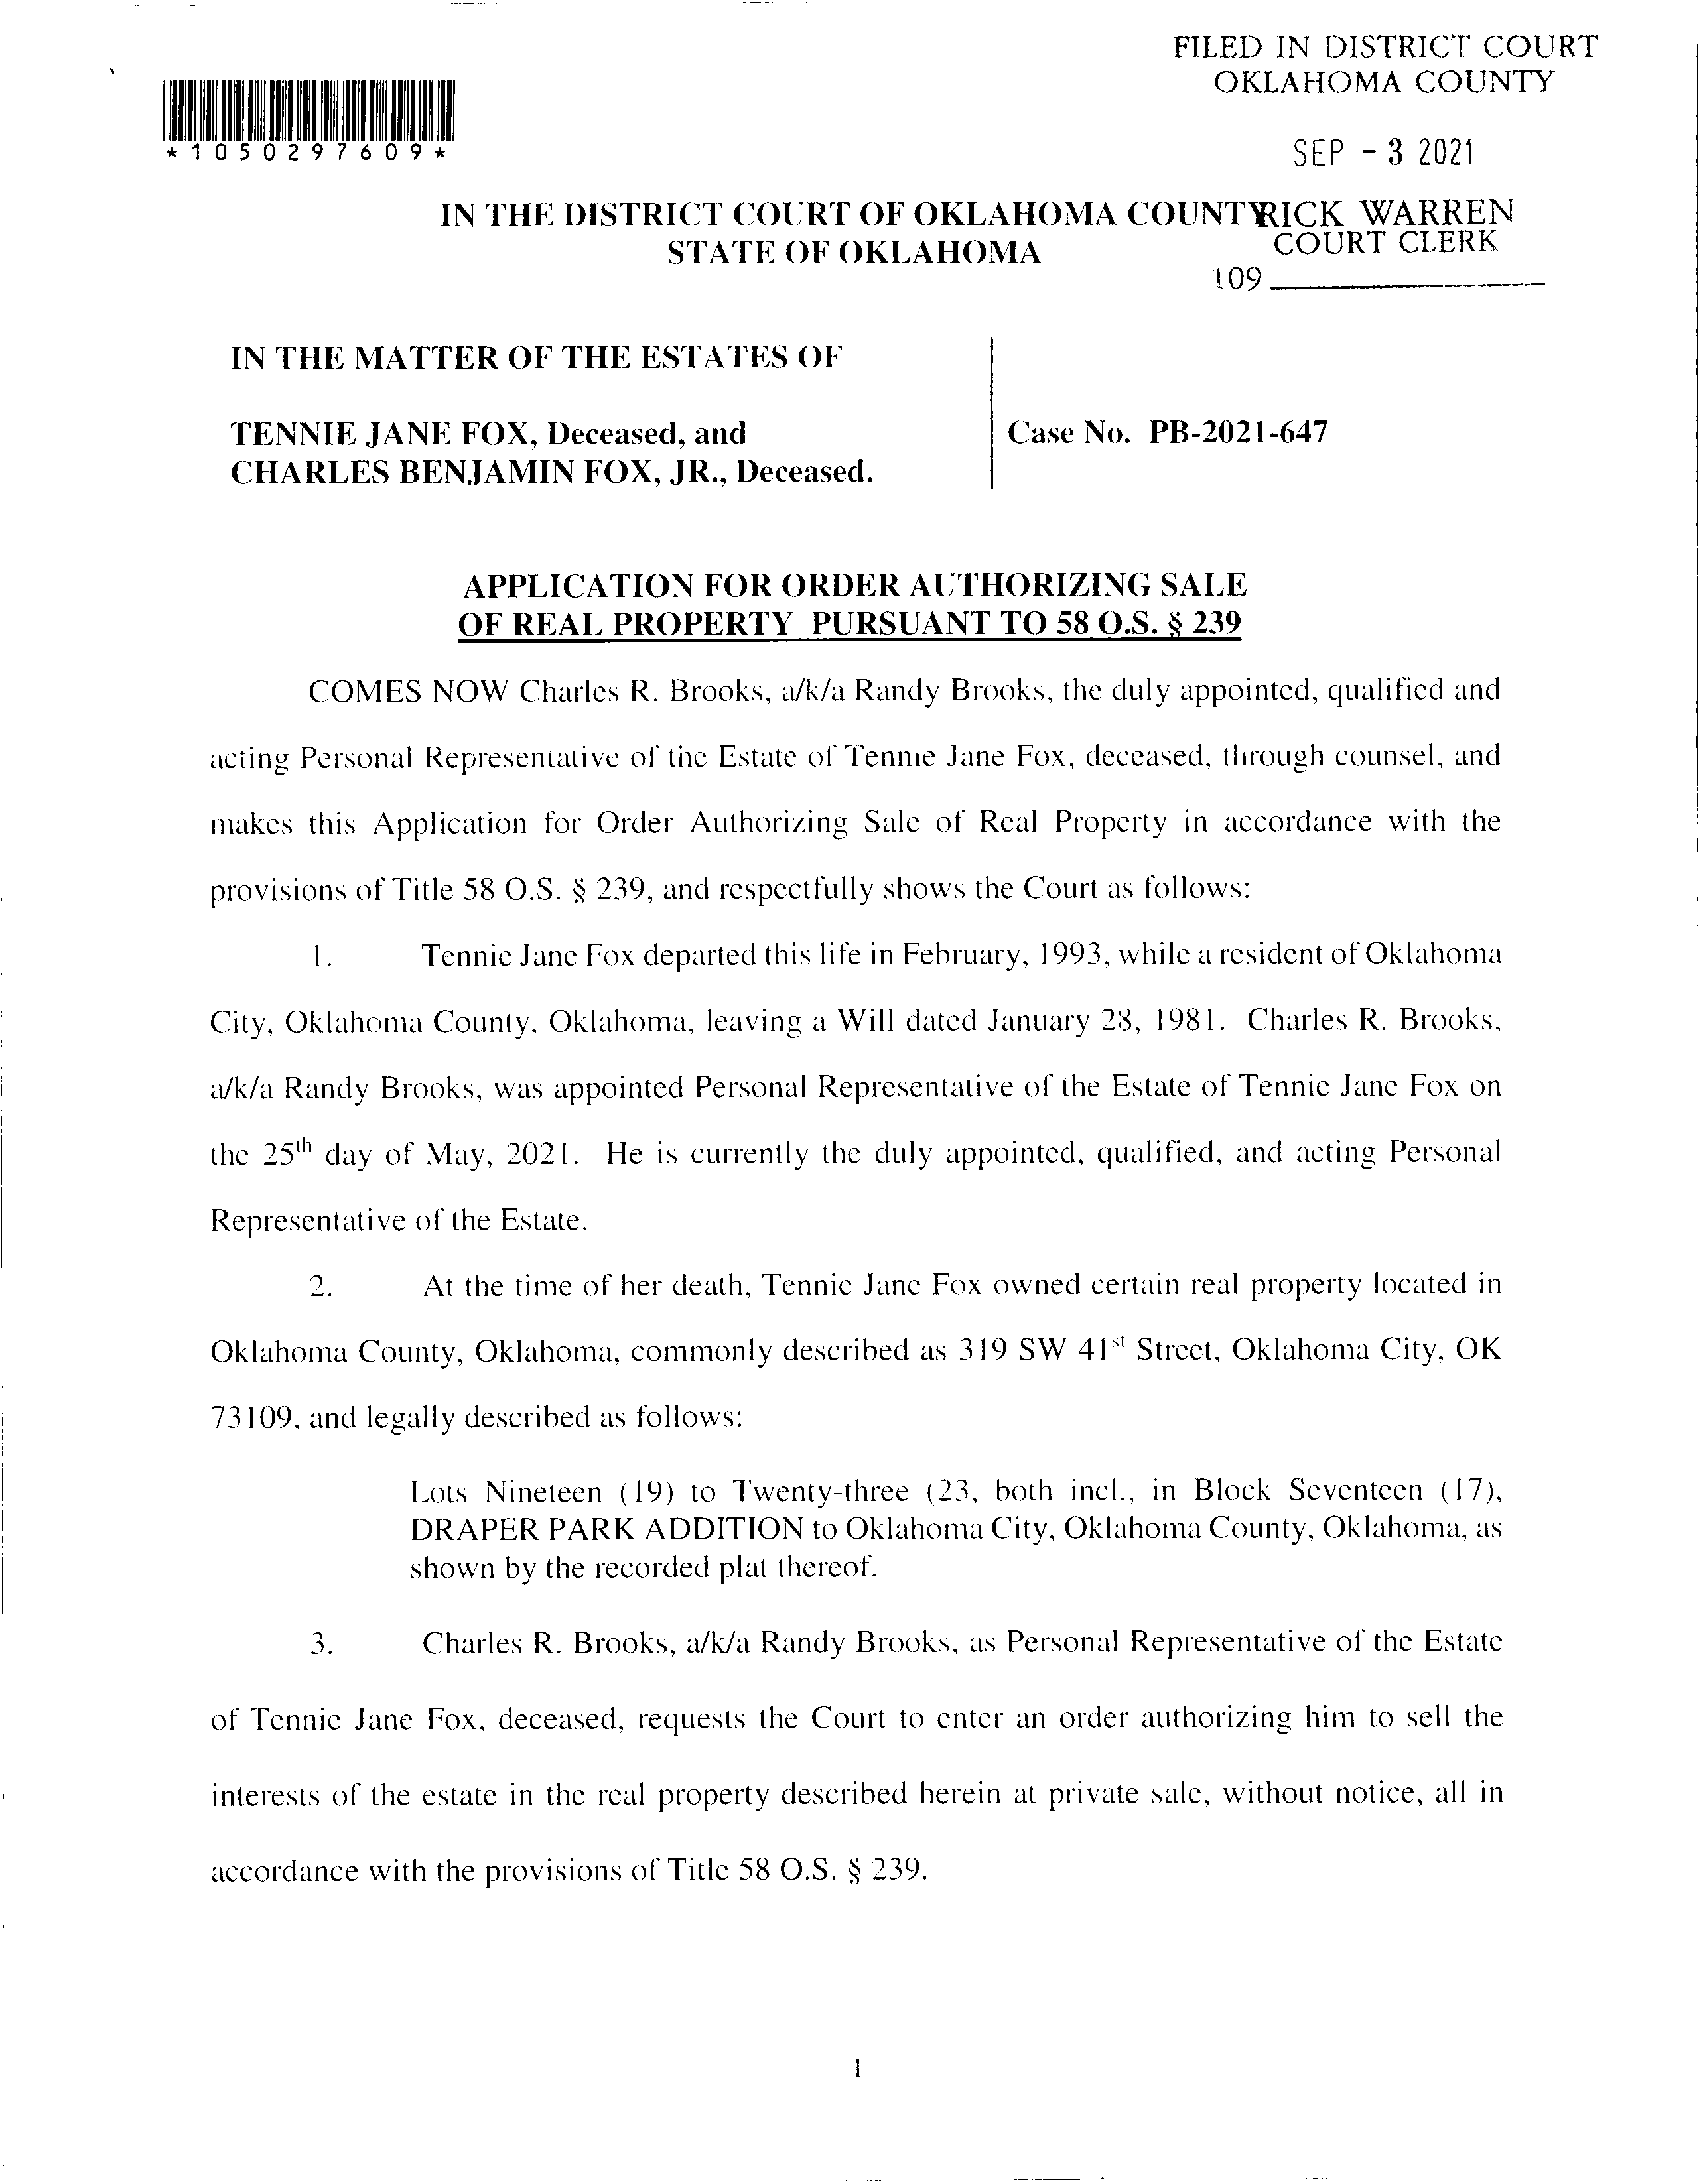 FILED IN DISTRICT COURT
OKLAHOMA COUNTY
*1050297609*
SEP - 3 2021
IN THE DISTRICT COURT OF OKLAHOMA COUNTY
RICK WARREN
STATE OF OKLAHOMA
COURT CLERK
109
IN THE MATTER OF THE ESTATES OF
TENNIE JANE FOX, Deceased, and
CHARLES BENJAMIN FOX, JR., Deceased.
Case No. PB-2021-647
APPLICATION FOR ORDER AUTHORIZING SALE
OF REAL PROPERTY PURSUANT TO 58 O.S. § 239
COMES NOW Charles R. Brooks, a/k/a Randy Brooks, the duly appointed, qualified and
acting Personal Representative of the Estate of Tennie Jane Fox, deceased, through counsel, and
makes this Application for Order Authorizing Sale of Real Property in accordance with the
provisions of Title 58 O.S. § 239, and respectfully shows the Court as follows:
1. Tennie Jane Fox departed this life in February, 1993, while a resident of Oklahoma
City, Oklahoma County, Oklahoma, leaving a Will dated January 28, 1981. Charles R. Brooks,
a/k/a Randy Brooks, was appointed Personal Representative of the Estate of Tennie Jane Fox on
the 25th day of May, 2021. He is currently the duly appointed, qualified, and acting Personal
Representative of the Estate.
2. At the time of her death, Tennie Jane Fox owned certain real property located in
Oklahoma County, Oklahoma, commonly described as 319 SW 41st Street, Oklahoma City, OK
73109, and legally described as follows:
Lots Nineteen (19) to Twenty-three (23, both incl., in Block Seventeen (17),
DRAPER PARK ADDITION to Oklahoma City, Oklahoma County, Oklahoma, as
shown by the recorded plat thereof.
3. Charles R. Brooks, a/k/a Randy Brooks, as Personal Representative of the Estate
of Tennie Jane Fox, deceased, requests the Court to enter an order authorizing him to sell the
interests of the estate in the real property described herein at private sale, without notice, all in
accordance with the provisions of Title 58 O.S. § 239.
1